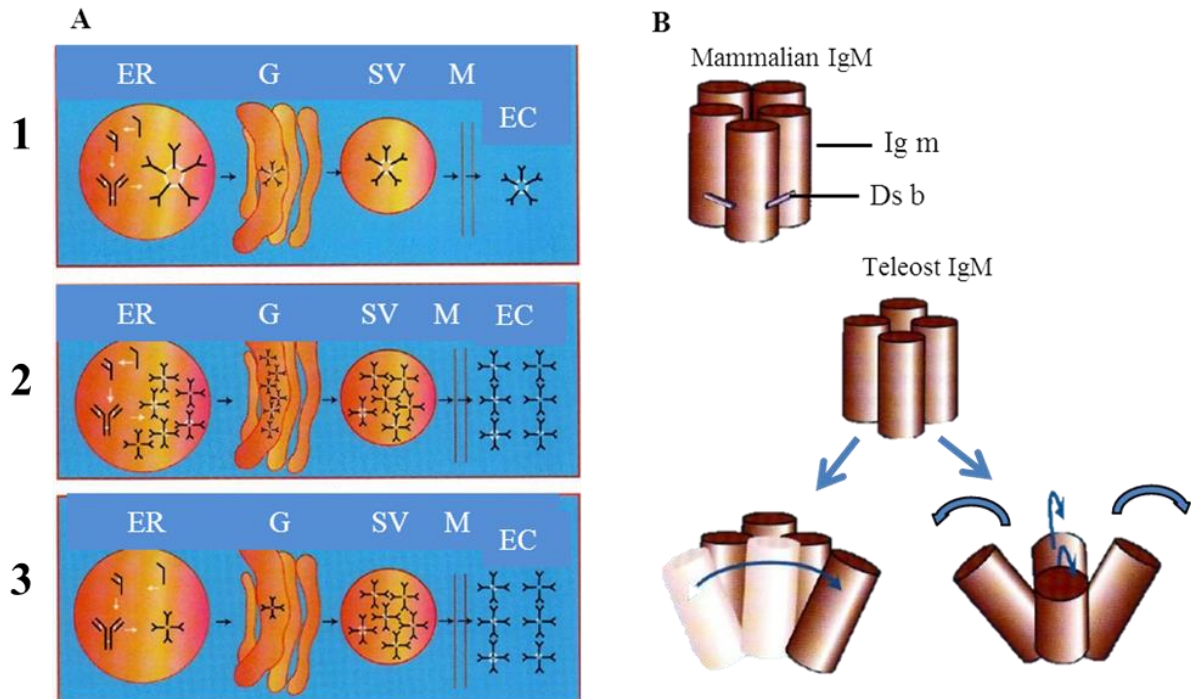 A
ER G SV M
EC
1
ER G SV M EC
2
ER G SV M
EC
3
B
Mammalian IgM
Ig m
Ds b
Teleost IgM